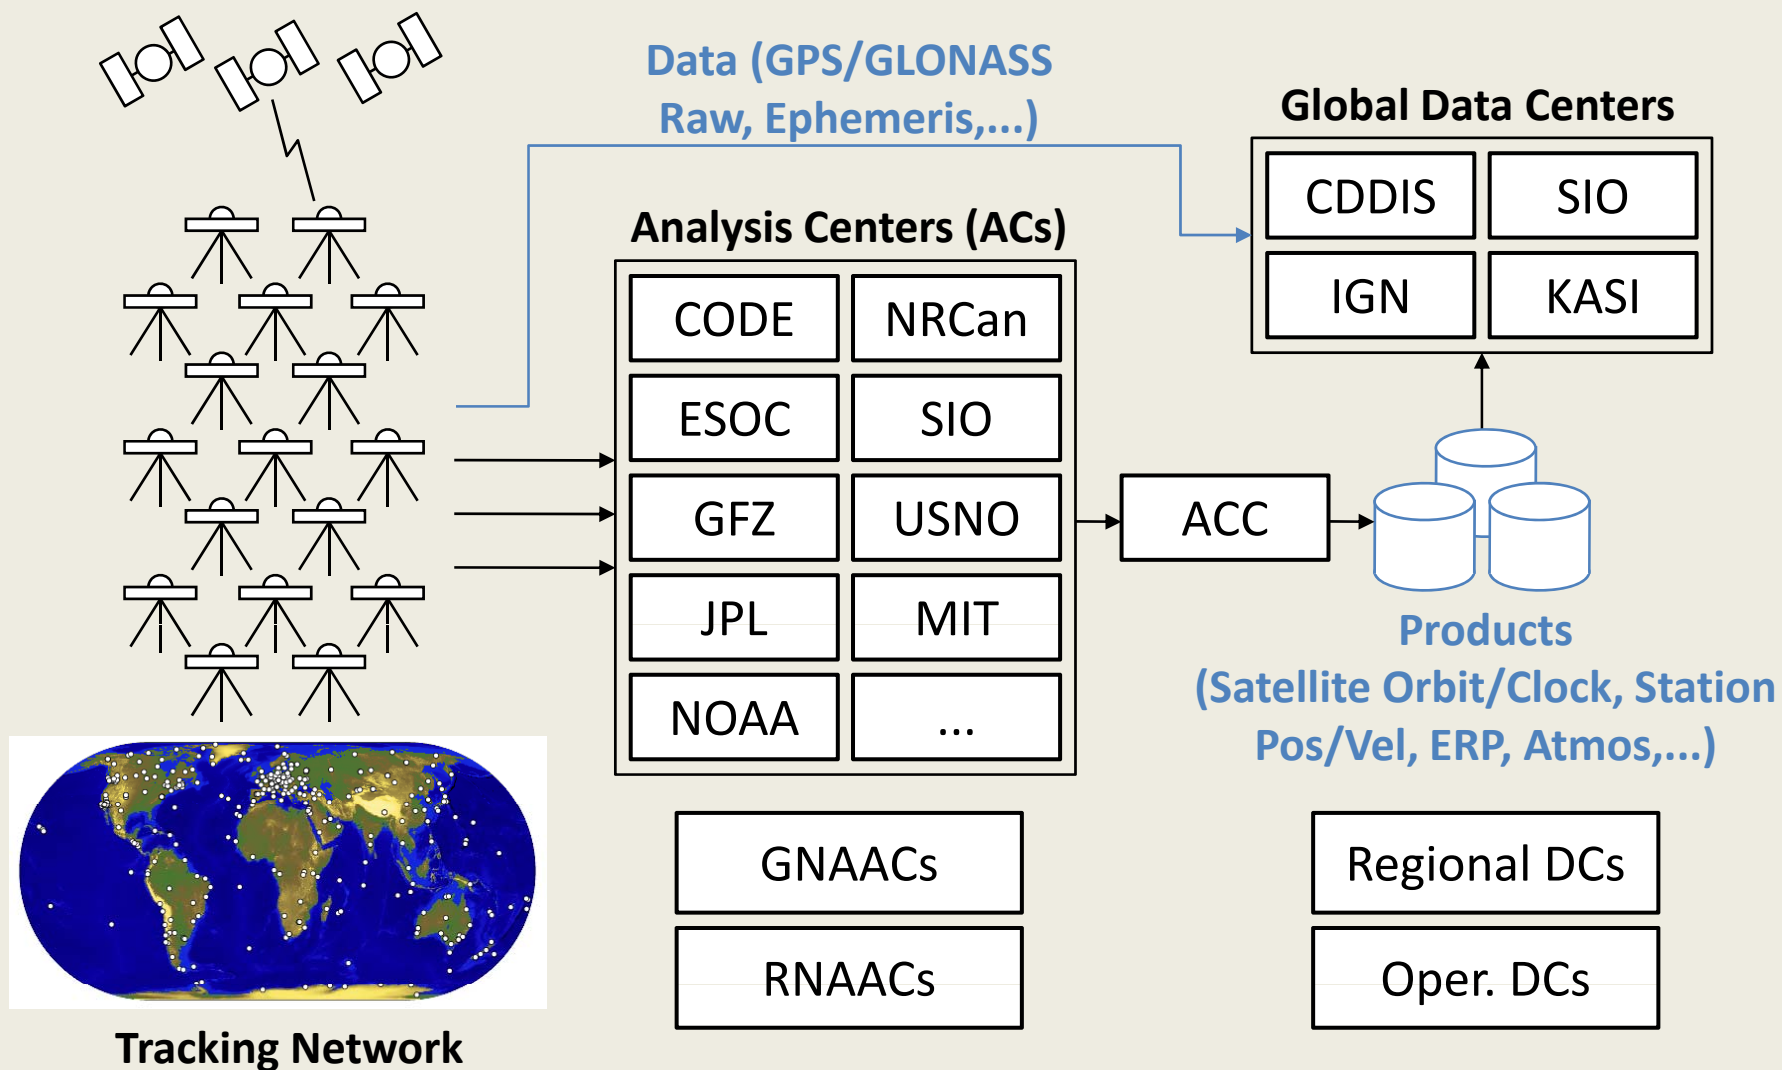 Data (GPS/GLONASS
Raw, Ephemeris,...)
Global Data Centers
CDDIS
SIO
IGN
KASI
Analysis Centers (ACs)
CODE
NRCan
ESOC
SIO
GFZ
USNO
JPL
MIT
NOAA
...
ACC
Products
(Satellite Orbit/Clock, Station
Pos/Vel, ERP, Atmos,...)
GNAACs
RNAACs
Regional DCs
Oper. DCs
Tracking Network